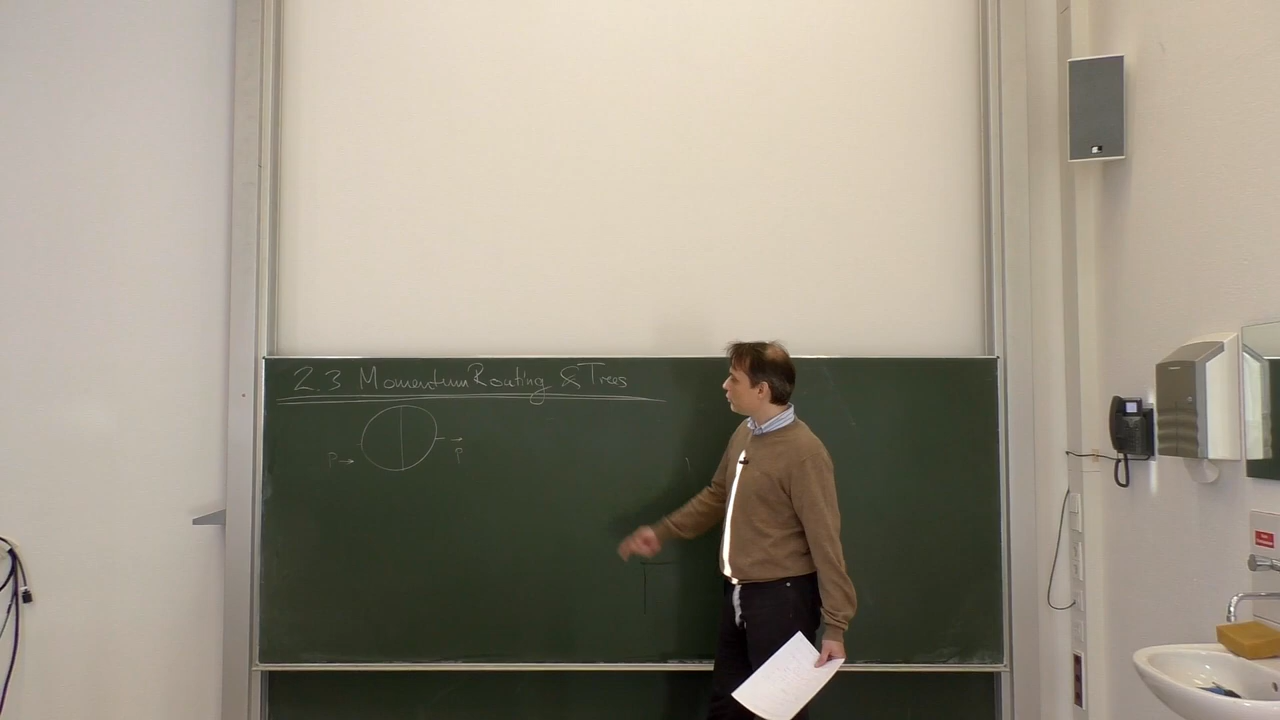 2.3 Momentum Routing & Trees
P → → P